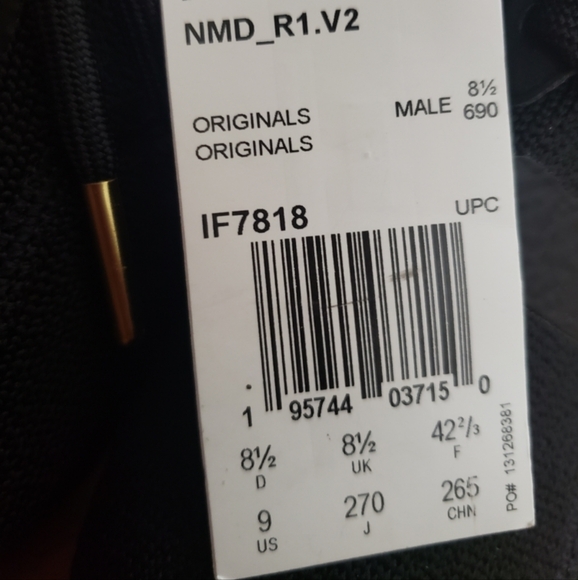 NMD_R1.V2
ORIGINALS MALE 8½
ORIGINALS 690
IF7818 UPC
1 95744 03715 0
8½ 8½ 42⅔
D UK F
9 270 265
US J CHN
PO# 131268381